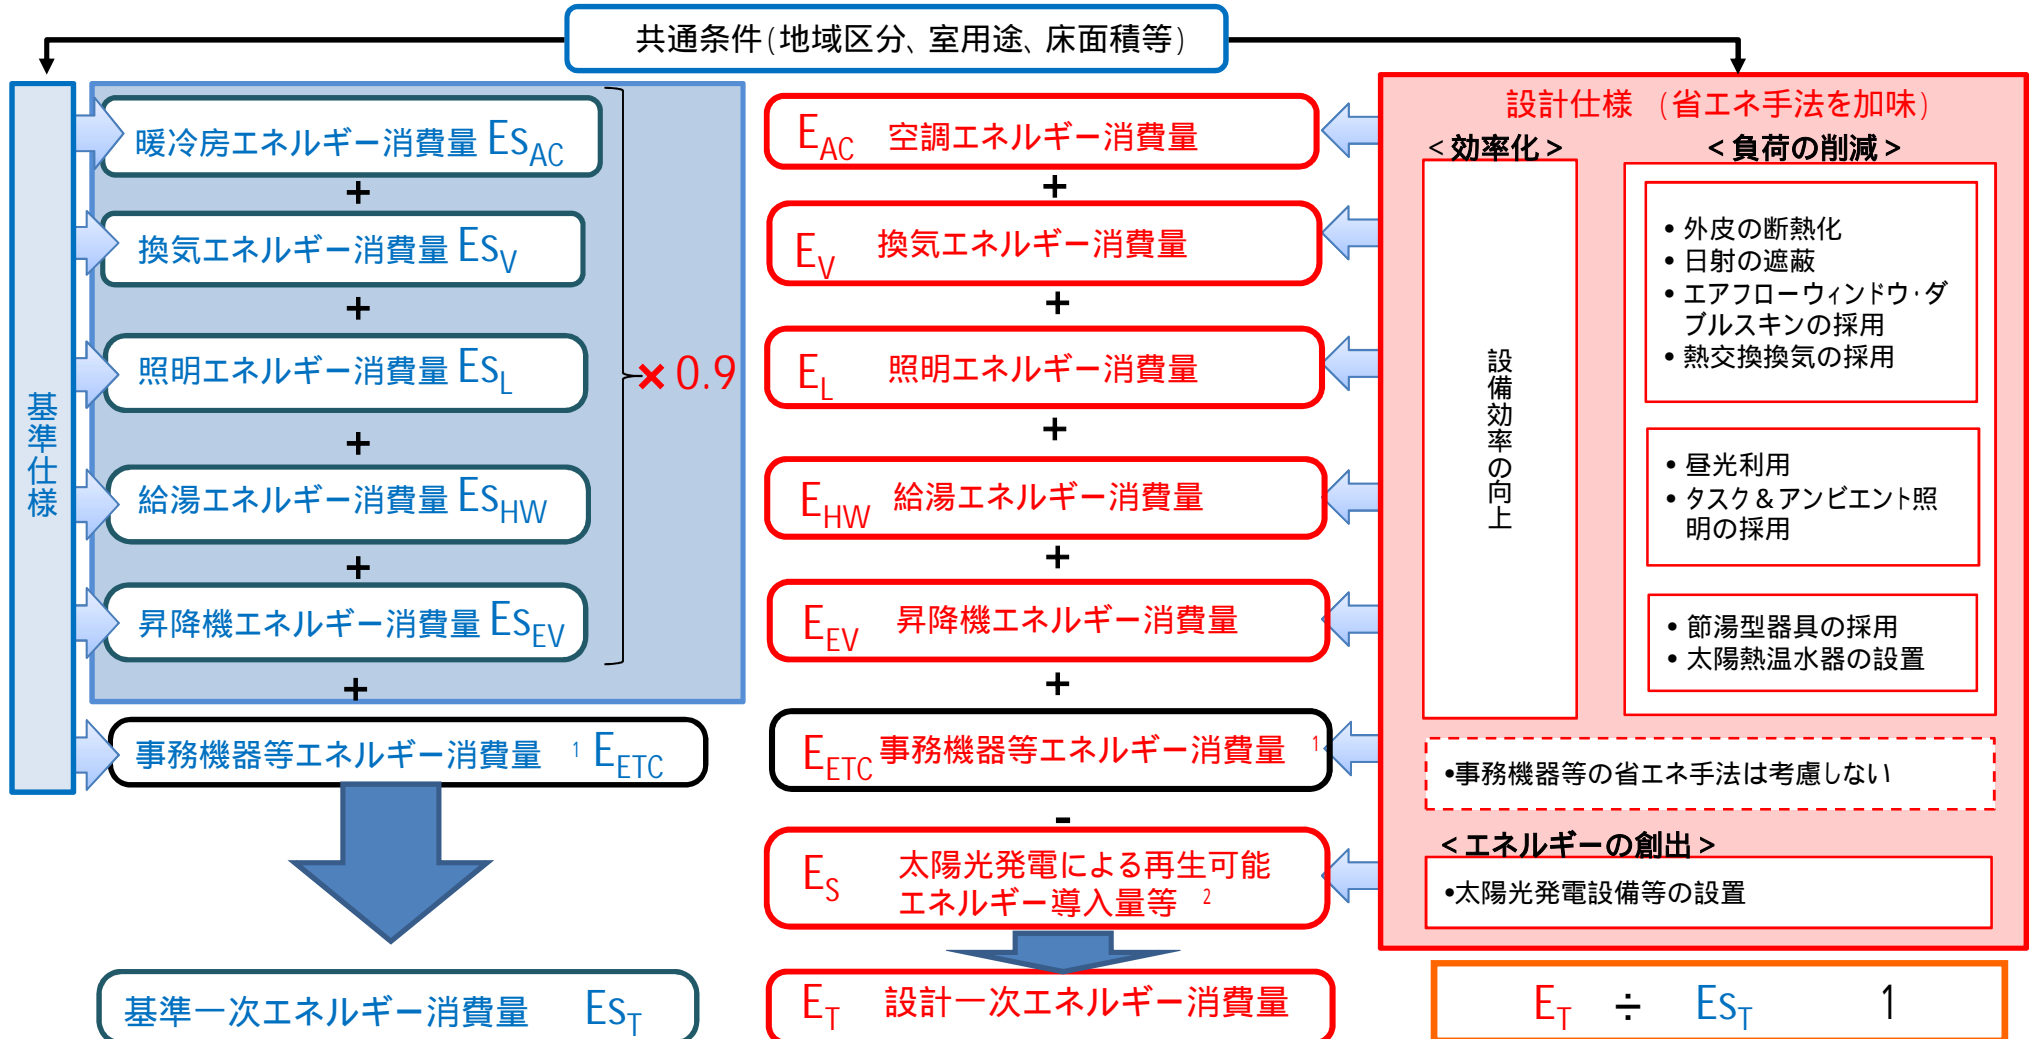 共通条件(地域区分、室用途、床面積等)
基準仕様
暖冷房エネルギー消費量 EsAC
+
換気エネルギー消費量 EsV
+
照明エネルギー消費量 EsL
+
給湯エネルギー消費量 EsHW
+
昇降機エネルギー消費量 EsEV
× 0.9
+
事務機器等エネルギー消費量 1 EETC
基準一次エネルギー消費量 EsT
EAC 空調エネルギー消費量
+
EV 換気エネルギー消費量
+
EL 照明エネルギー消費量
+
EHW 給湯エネルギー消費量
+
EEV 昇降機エネルギー消費量
+
EETC 事務機器等エネルギー消費量 1
-
ES 太陽光発電による再生可能
エネルギー導入量等 2
ET 設計一次エネルギー消費量
設計仕様 (省エネ手法を加味)
<効率化>
設備効率の向上
<負荷の削減>
• 外皮の断熱化
• 日射の遮蔽
• エアフローウィンドウ・ダ
ブルスキンの採用
• 熱交換換気の採用
• 昼光利用
• タスク&アンビエント照
明の採用
• 節湯型器具の採用
• 太陽熱温水器の設置
•事務機器等の省エネ手法は考慮しない
<エネルギーの創出>
•太陽光発電設備等の設置
ET ÷ EsT 1